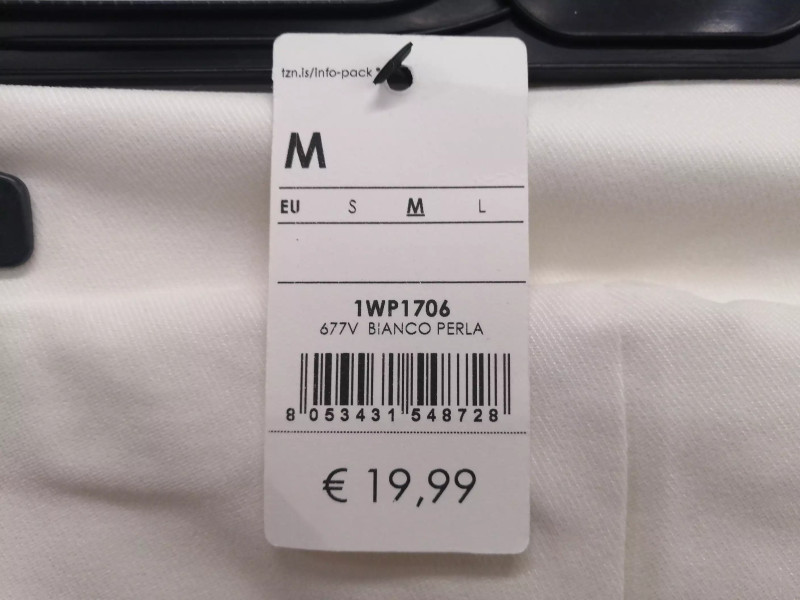 tzn.is/info-pack
M
EU S M L
1WP1706
677V BIANCO PERLA
8 053431 548728
€ 19,99